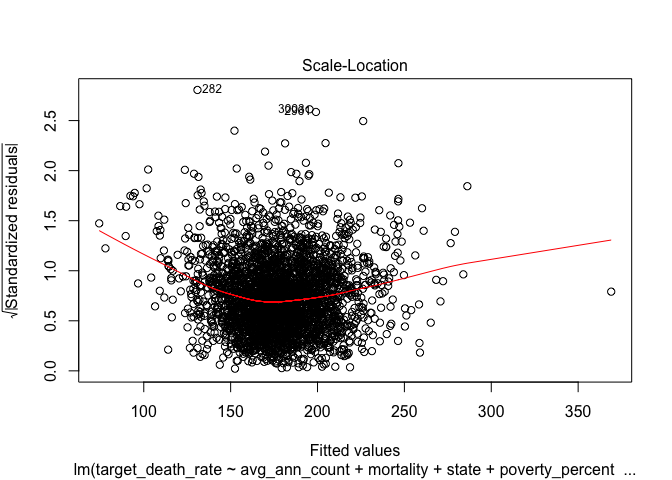 Scale-Location
√|Standardized residuals|
0.0 0.5 1.0 1.5 2.0 2.5
282
100 150 200 250 300 350
Fitted values
lm(target_death_rate ~ avg_ann_count + mortality + state + poverty_percent ...